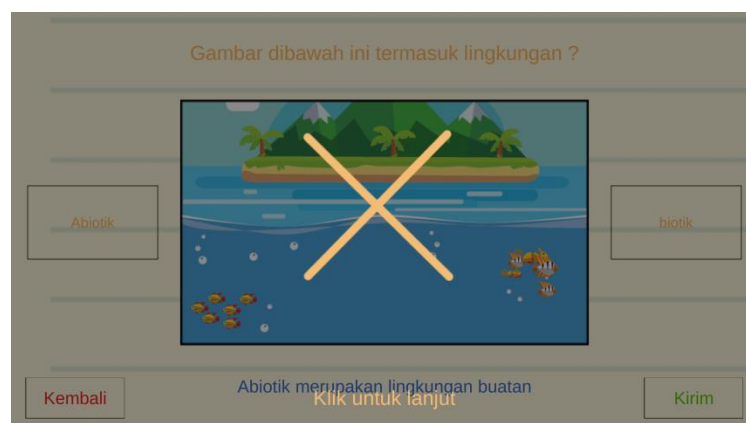 Gambar dibawah ini termasuk lingkungan ?
Abiotik
biotik
Abiotik merupakan lingkungan buatan
Klik untuk lanjut
Kembali
Kirim